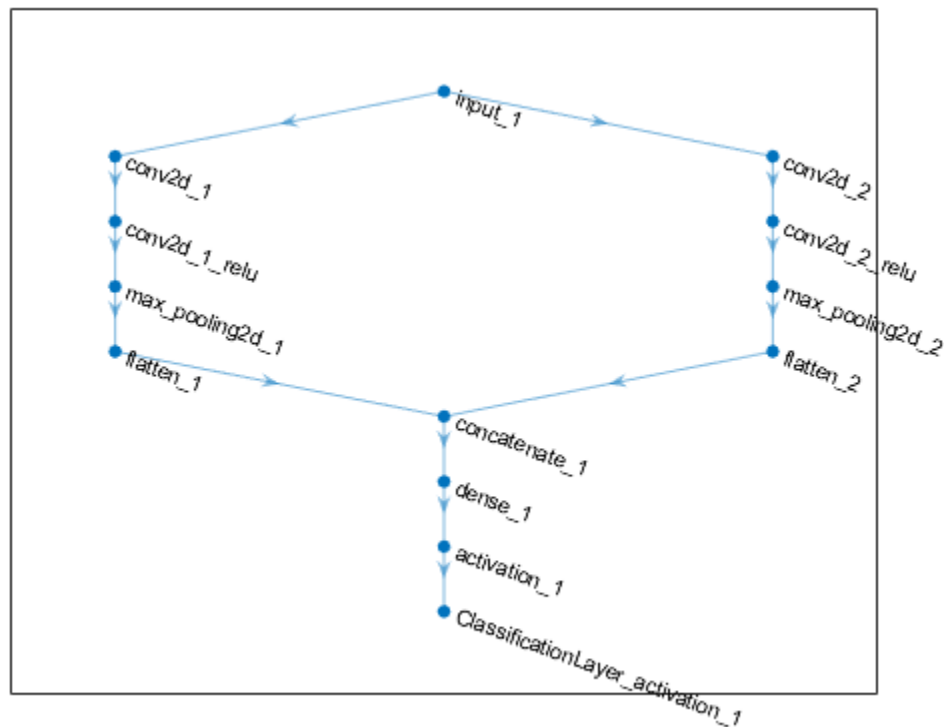 input_1
conv2d_1
conv2d_2
conv2d_1_relu
conv2d_2_relu
max_pooling2d_1
max_pooling2d_2
flatten_1
flatten_2
concatenate_1
dense_1
activation_1
ClassificationLayer_activation_1